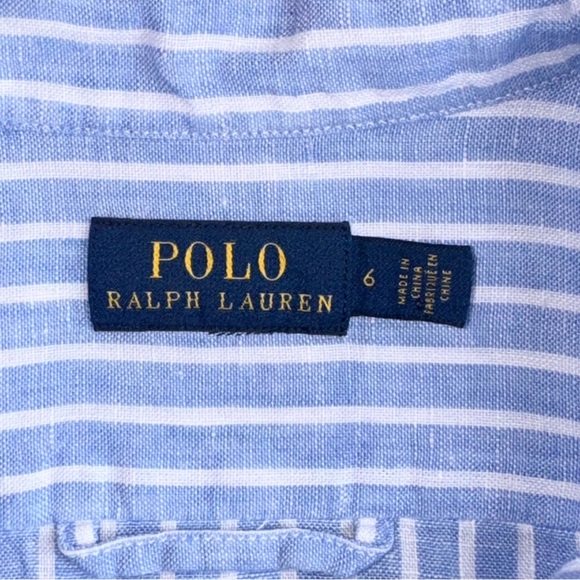 POLO
RALPH LAUREN
6
MADE IN
CHINA
FABRIQUÉ EN
CHINE